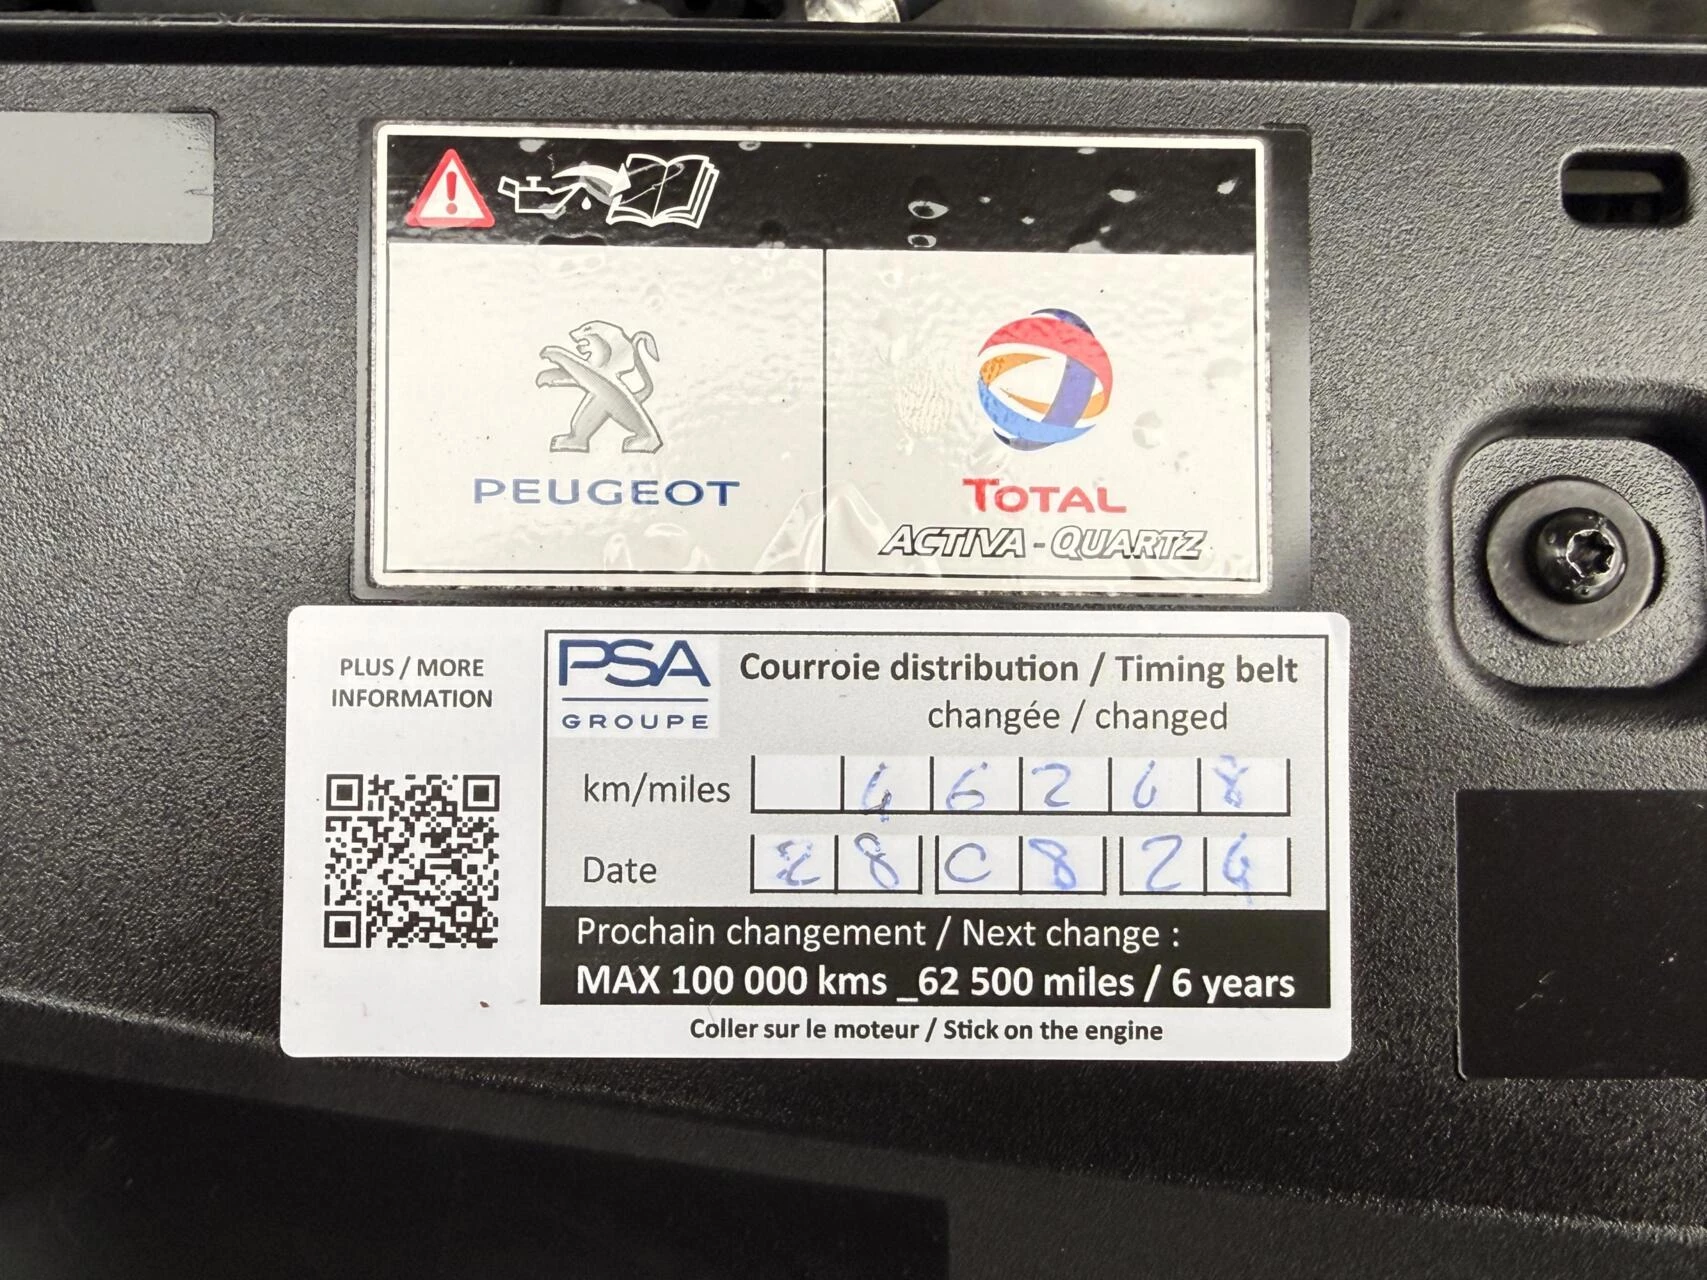 PEUGEOT
TOTAL
ACTIVA - QUARTZ
PLUS / MORE
INFORMATION
PSA
GROUPE
Courroie distribution / Timing belt
changée / changed
km/miles
Date 28 08 24
Prochain changement / Next change :
MAX 100 000 kms _62 500 miles / 6 years
Coller sur le moteur / Stick on the engine